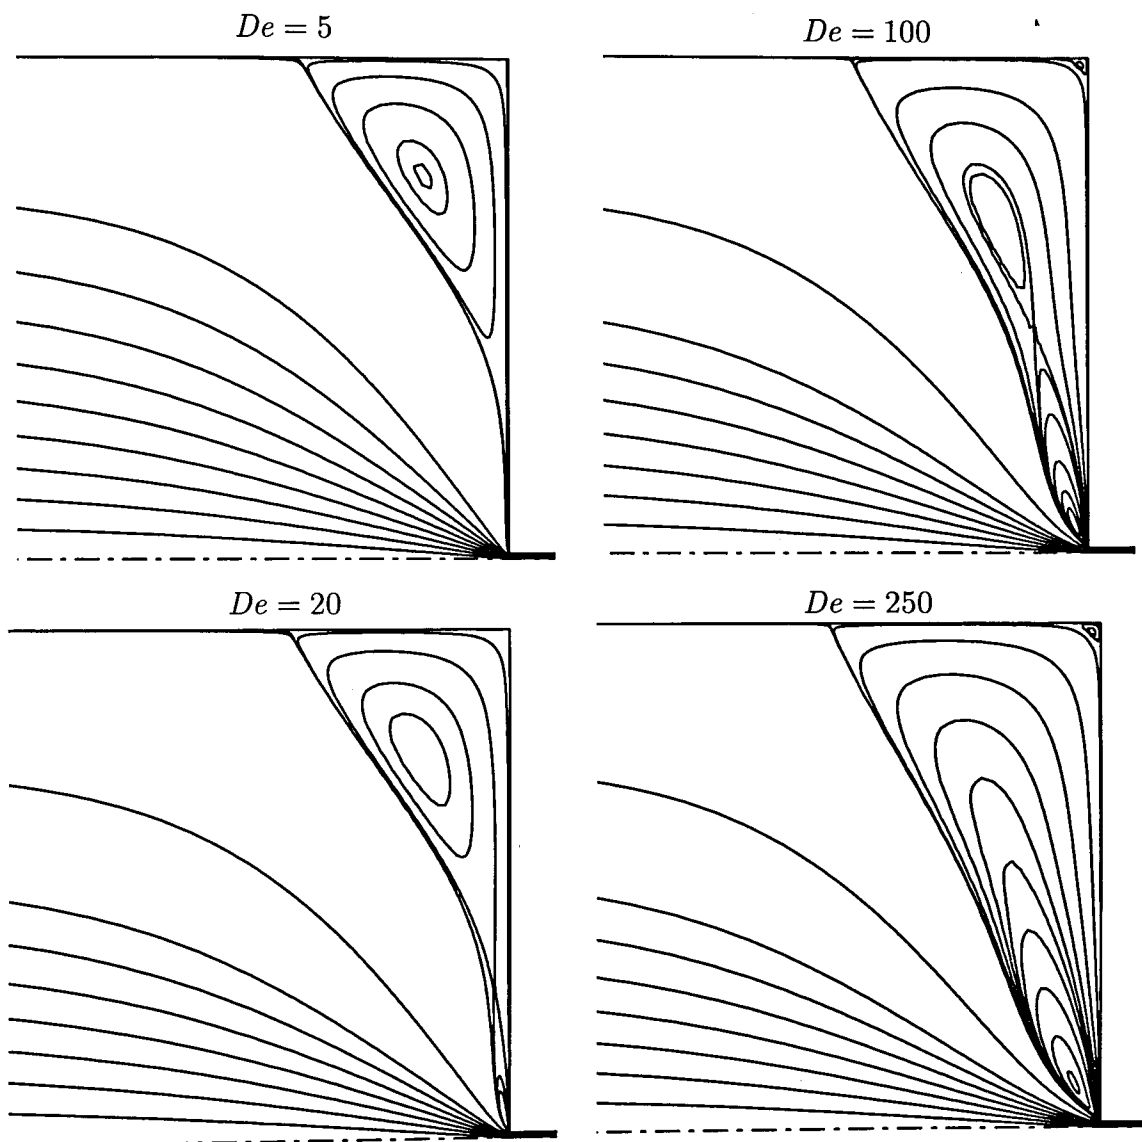 De = 5
De = 100
De = 20
De = 250